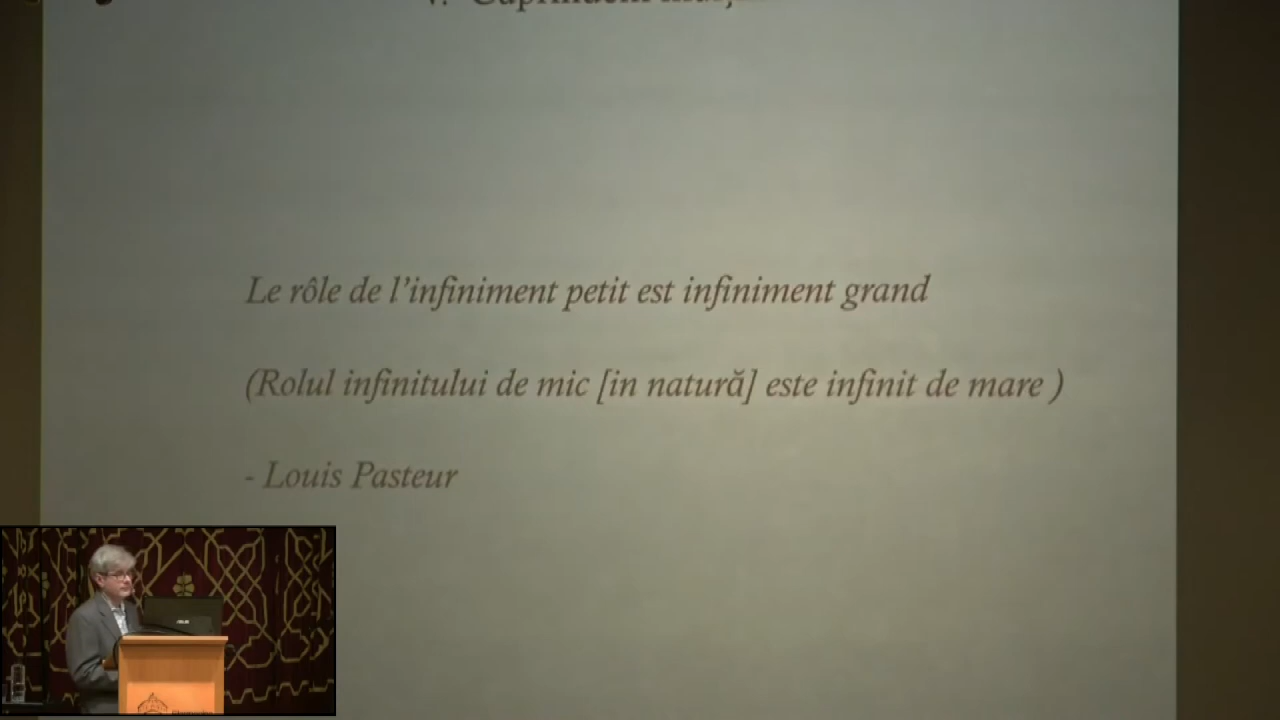 Le rôle de l'infiniment petit est infiniment grand
(Rolul infinitului de mic [in natură] este infinit de mare )
- Louis Pasteur
ASUS